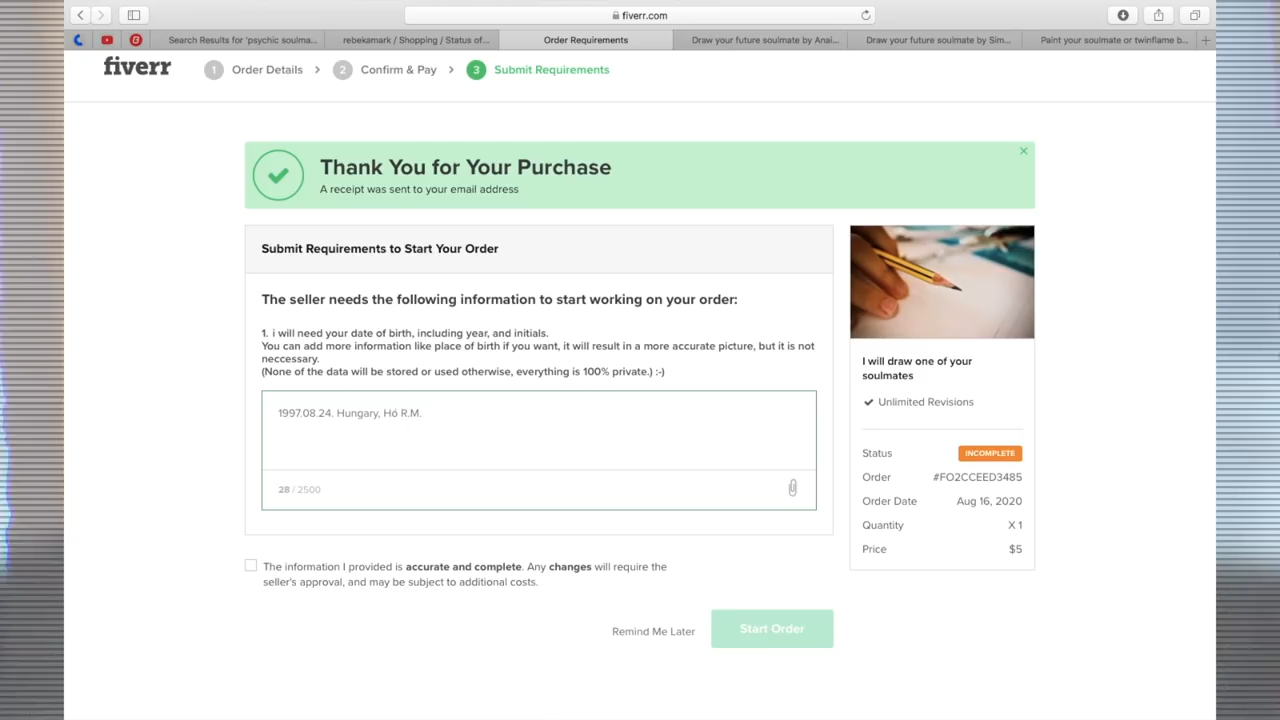 fiverr.com
Search Results for 'psychic soulma...
rebekamark / Shopping / Status of...
Order Requirements
Draw your future soulmate by Anai...
Draw your future soulmate by Sim...
Paint your soulmate or twinflame b...
fiverr
1 Order Details > 2 Confirm & Pay > 3 Submit Requirements
Thank You for Your Purchase
A receipt was sent to your email address
Submit Requirements to Start Your Order
The seller needs the following information to start working on your order:
1. i will need your date of birth, including year, and initials.
You can add more information like place of birth if you want, it will result in a more accurate picture, but it is not
neccessary.
(None of the data will be stored or used otherwise, everything is 100% private.) :-)
1997.08.24. Hungary, Hó R.M.
28 / 2500
The information I provided is accurate and complete. Any changes will require the
seller's approval, and may be subject to additional costs.
Remind Me Later
Start Order
I will draw one of your
soulmates
Unlimited Revisions
Status INCOMPLETE
Order #FO2CCEED3485
Order Date Aug 16, 2020
Quantity X 1
Price $5